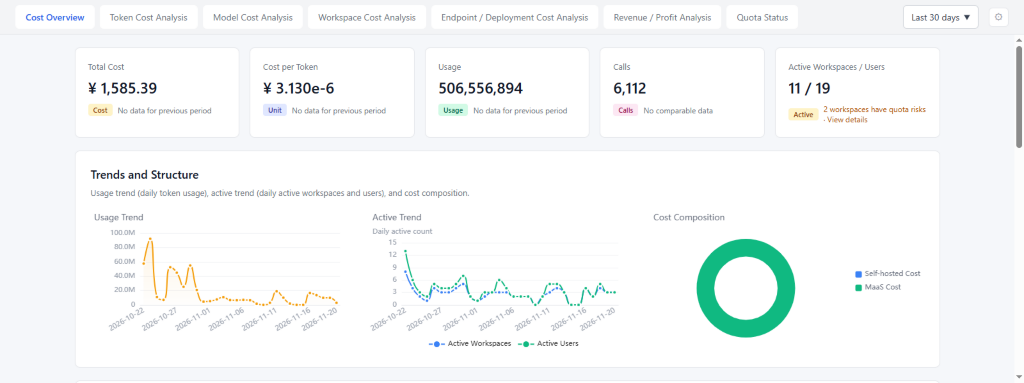 Cost Overview
Token Cost Analysis
Model Cost Analysis
Workspace Cost Analysis
Endpoint / Deployment Cost Analysis
Revenue / Profit Analysis
Quota Status
Last 30 days ▼
Total Cost
¥ 1,585.39
Cost No data for previous period
Cost per Token
¥ 3.130e-6
Unit No data for previous period
Usage
506,556,894
Usage No data for previous period
Calls
6,112
Calls No comparable data
Active Workspaces / Users
11 / 19
Active 2 workspaces have quota risks
· View details
Trends and Structure
Usage trend (daily token usage), active trend (daily active workspaces and users), and cost composition.
Usage Trend
100.0M
80.0M
60.0M
40.0M
20.0M
0
2026-10-22
2026-10-27
2026-11-01
2026-11-06
2026-11-11
2026-11-16
2026-11-20
Active Trend
Daily active count
15
12
9
6
3
0
2026-10-22
2026-10-27
2026-11-01
2026-11-06
2026-11-11
2026-11-16
2026-11-20
Active Workspaces
Active Users
Cost Composition
Self-hosted Cost
MaaS Cost